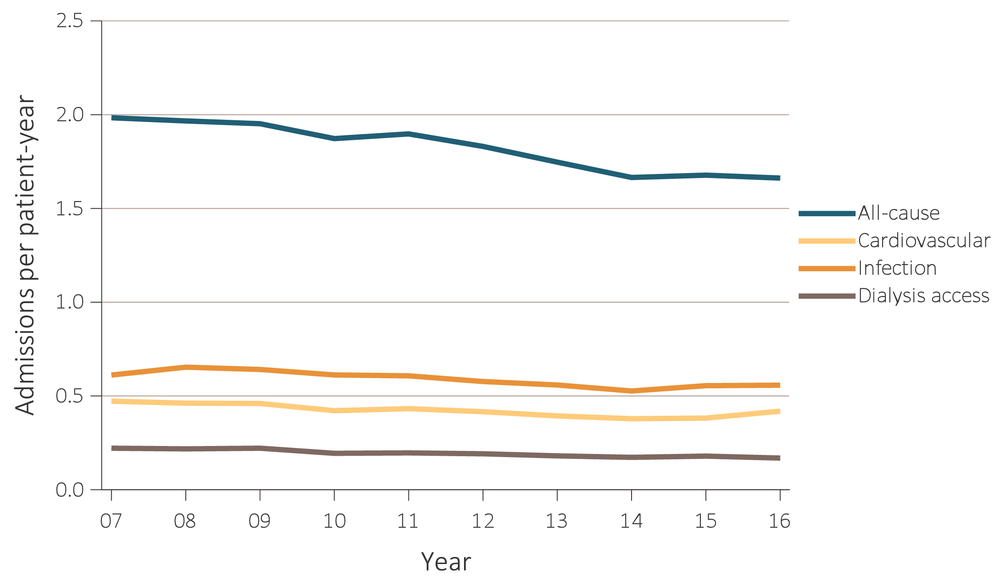 Admissions per patient-year
2.5
2.0
1.5
1.0
0.5
0.0
07 08 09 10 11 12 13 14 15 16
Year
All-cause
Cardiovascular
Infection
Dialysis access